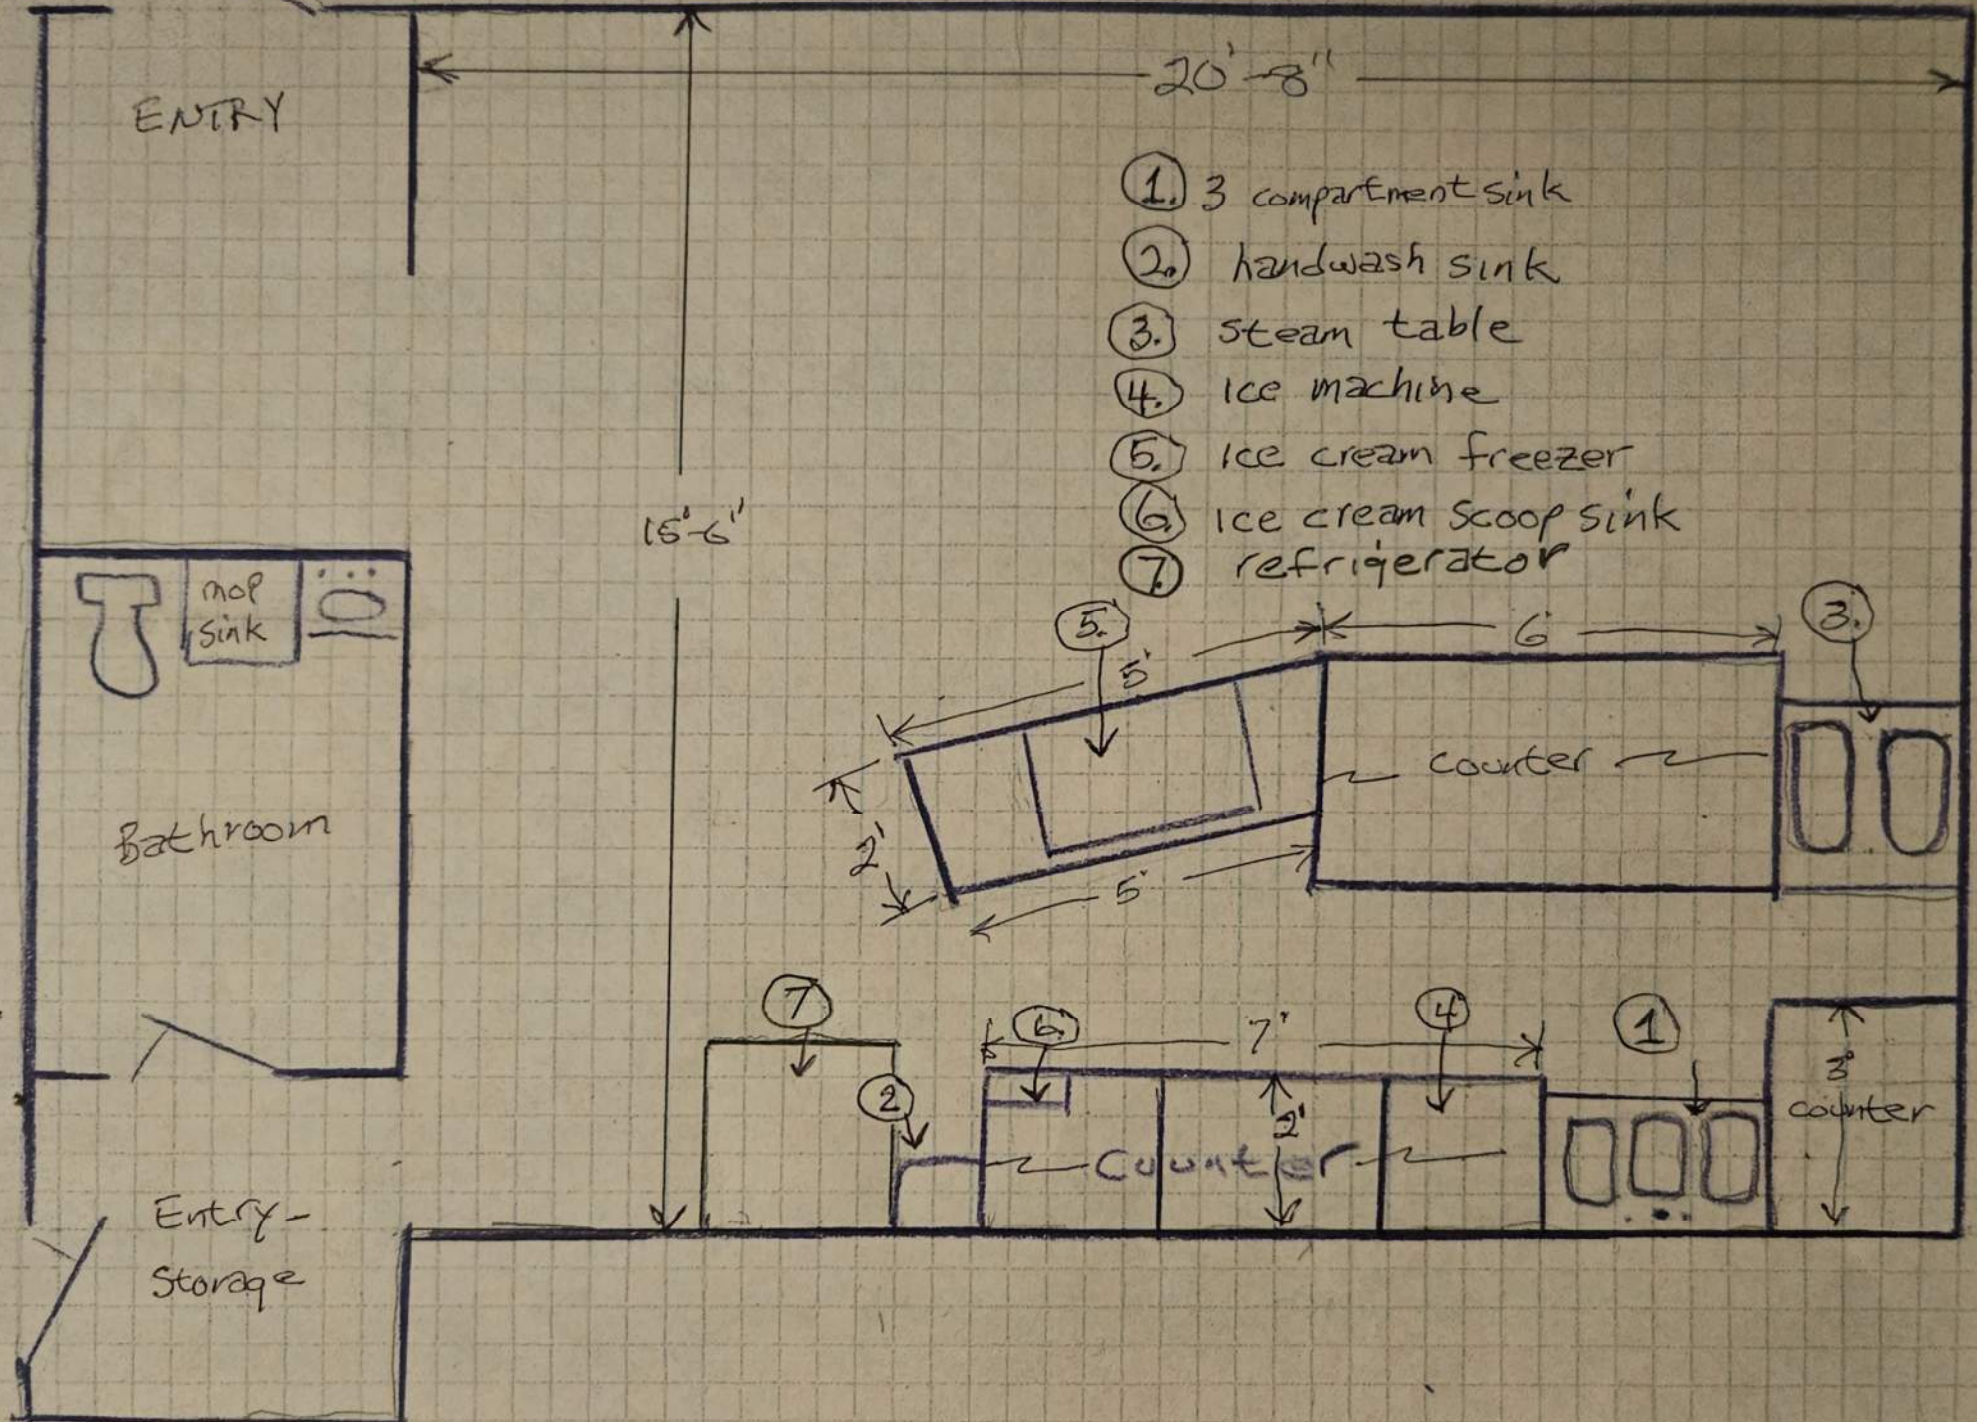 ENTRY
20'-8"
1. 3 compartment sink
2. handwash sink
3. steam table
4. Ice machine
5. Ice cream freezer
6. Ice cream scoop sink
7. refrigerator
15'-6"
mop
sink
5.
5'
6'
3.
counter
2'
5'
Bathroom
7
6.
7'
4
1
2
2'
counter
3'
counter
Entry-
Storage